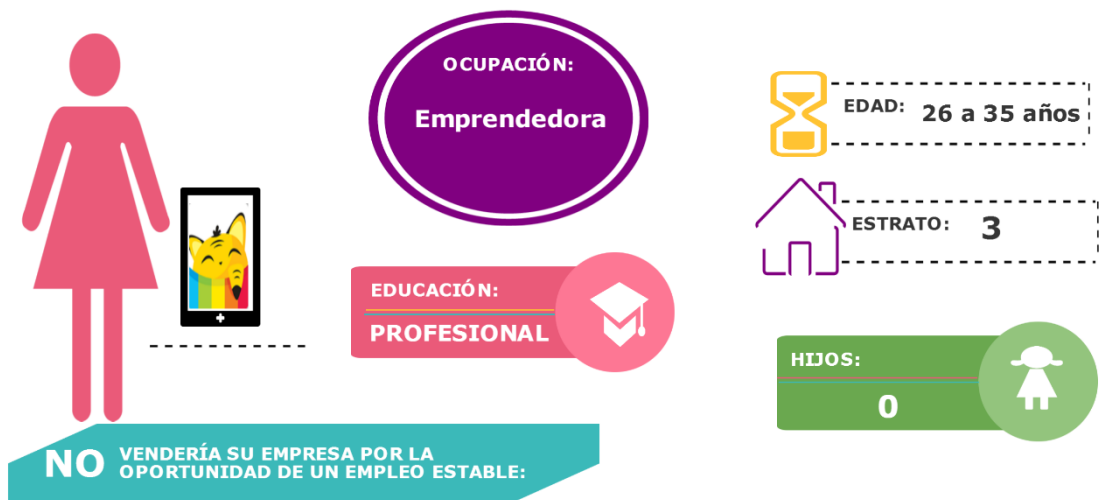 OCUPACIÓN:
Emprendedora
EDAD: 26 a 35 años
ESTRATO: 3
EDUCACIÓN:
PROFESIONAL
HIJOS:
0
NO VENDERÍA SU EMPRESA POR LA
OPORTUNIDAD DE UN EMPLEO ESTABLE: